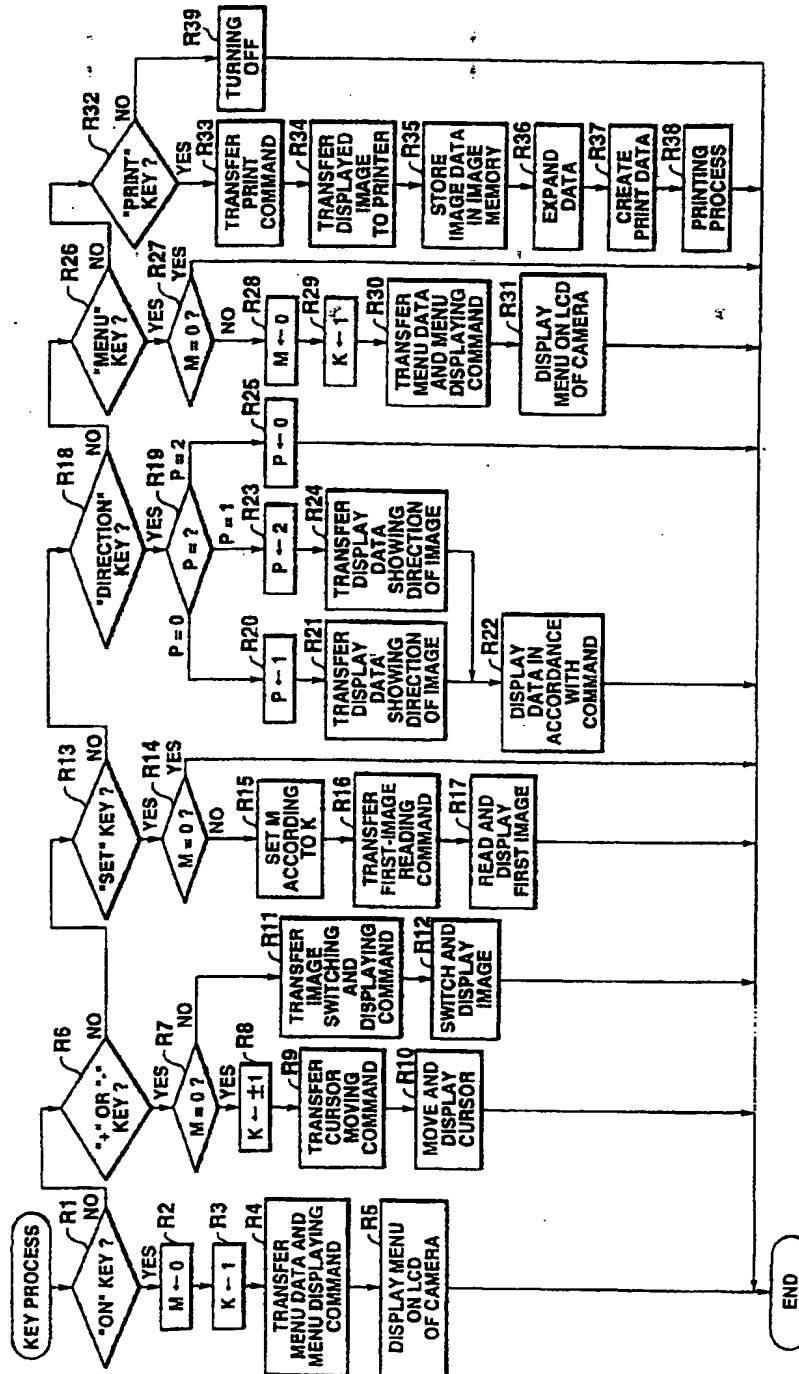 KEY PROCESS
R1
"ON" KEY?
NO
YES
R2
M ← 0
R3
K ← 1
R4
TRANSFER
MENU DATA AND
MENU DISPLAYING
COMMAND
R5
DISPLAY MENU
ON LCD
OF CAMERA
R6
"+" OR "-"
KEY?
NO
YES
R7
M = 0 ?
NO
YES
R8
K ← ±1
R9
TRANSFER
CURSOR
MOVING
COMMAND
R10
MOVE AND
DISPLAY
CURSOR
R11
TRANSFER
IMAGE
SWITCHING
AND
DISPLAYING
COMMAND
R12
SWITCH AND
DISPLAY
IMAGE
R13
"SET" KEY?
NO
YES
R14
M = 0 ?
YES
NO
R15
SET M
ACCORDING
TO K
R16
TRANSFER
FIRST-IMAGE
READING
COMMAND
R17
READ AND
DISPLAY
FIRST IMAGE
R18
"DIRECTION"
KEY?
NO
YES
R19
P = ?
P = 0
P = 1
P = 2
R20
P ← 1
R21
TRANSFER
DISPLAY
DATA
SHOWING
DIRECTION
OF IMAGE
R22
DISPLAY
DATA IN
ACCORDANCE
WITH
COMMAND
R23
P ← 2
R24
TRANSFER
DISPLAY
DATA
SHOWING
DIRECTION
OF IMAGE
R25
P ← 0
R26
"MENU"
KEY?
NO
YES
R27
M = 0 ?
YES
NO
R28
M ← 0
R29
K ← 1
R30
TRANSFER
MENU DATA
AND MENU
DISPLAYING
COMMAND
R31
DISPLAY
MENU ON LCD
OF CAMERA
R32
"PRINT"
KEY?
NO
YES
R33
TRANSFER
PRINT
COMMAND
R34
TRANSFER
DISPLAYED
IMAGE
TO PRINTER
R35
STORE
IMAGE DATA
IN IMAGE
MEMORY
R36
EXPAND
DATA
R37
CREATE
PRINT DATA
R38
PRINTING
PROCESS
R39
TURNING
OFF
END